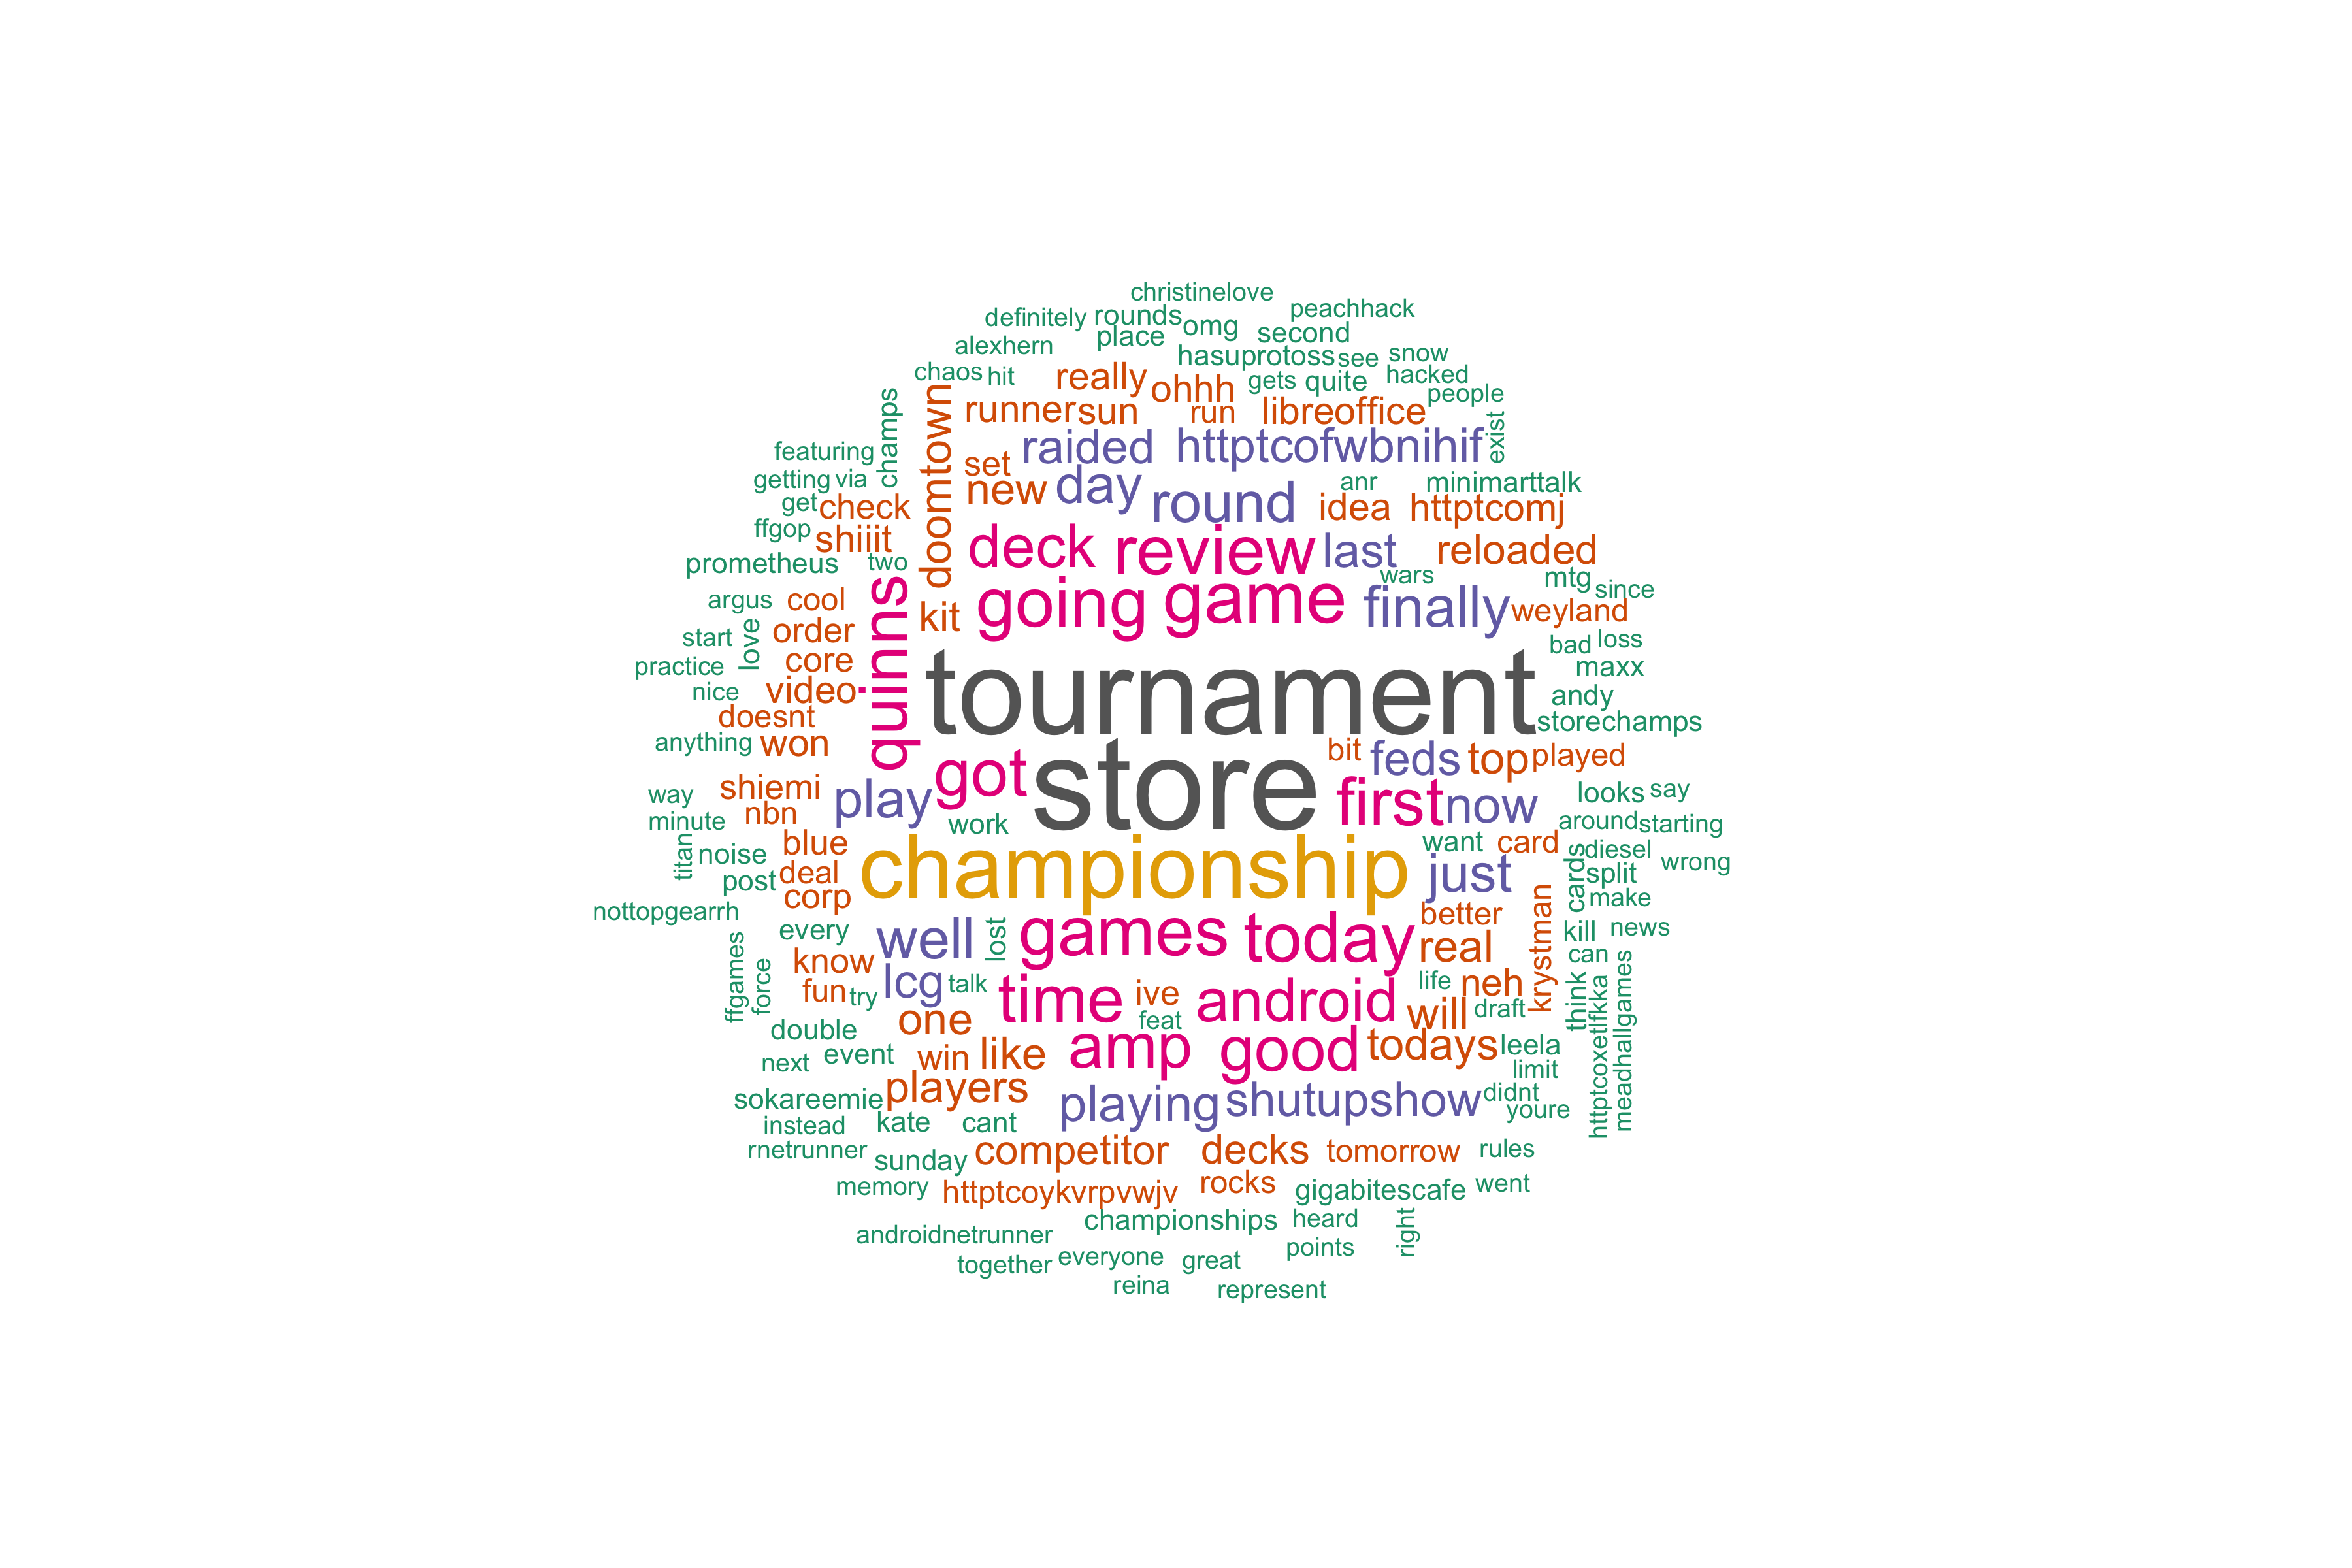 christinelove
definitely rounds omg peachhack
alexhern place second
chaos hit hasuprotoss see snow
really ohhh gets quite hacked
champs doomtown runner sun run libreoffice people
featuring raided httptcofwbnihif exist
getting via set day anr minimarttalk
get check new round idea httptcomj
ffgop shiiit deck review last reloaded
prometheus two wars mtg since
argus cool quinns kit going game finally weyland
start love order bad loss
practice core tournament maxx
nice video andy
doesnt storechamps
anything won got store bit feds top played
way shiemi play first now looks say
minute nbn work around starting
titan noise blue championship want card diesel wrong
post deal just cards split
nottopgearrh corp better krystman make
every well lost games today real kill news
ffgames force know lcg talk time ive android life neh think can
fun try one feat will draft httptcoxetlfkka meadhallgames
double event win like amp good todays leela
next players limit
sokareemie playing shutupshow didnt
instead kate cant youre
rnetrunner sunday competitor decks tomorrow rules
memory httptcoykvrpvwjv rocks gigabitescafe went
androidnetrunner championships heard right
together everyone great points
reina represent